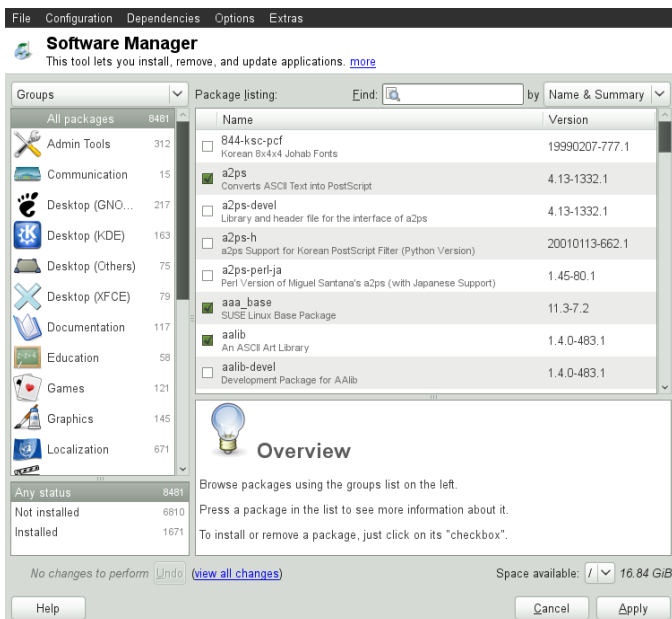 File Configuration Dependencies Options Extras
Software Manager
This tool lets you install, remove, and update applications. more
Groups
Package listing: Find: by Name & Summary
All packages 8481
Admin Tools 312
Communication 15
Desktop (GNO... 217
Desktop (KDE) 163
Desktop (Others) 75
Desktop (XFCE) 79
Documentation 117
Education 58
Games 121
Graphics 145
Localization 671
Any status 8481
Not installed 6810
Installed 1671
Name Version
844-ksc-pcf 19990207-777.1
Korean 8x4x4 Johab Fonts
a2ps 4.13-1332.1
Converts ASCII Text into PostScript
a2ps-devel 4.13-1332.1
Library and header file for the interface of a2ps
a2ps-h 20010113-662.1
a2ps Support for Korean PostScript Filter (Python Version)
a2ps-perl-ja 1.45-80.1
Perl Version of Miguel Santana's a2ps (with Japanese Support)
aaa_base 11.3-7.2
SUSE Linux Base Package
aalib 1.4.0-483.1
An ASCII Art Library
aalib-devel 1.4.0-483.1
Development Package for AAlib
Overview
Browse packages using the groups list on the left.
Press a package in the list to see more information about it.
To install or remove a package, just click on its "checkbox".
No changes to perform Undo (view all changes) Space available: / 16.84 GiB
Help Cancel Apply